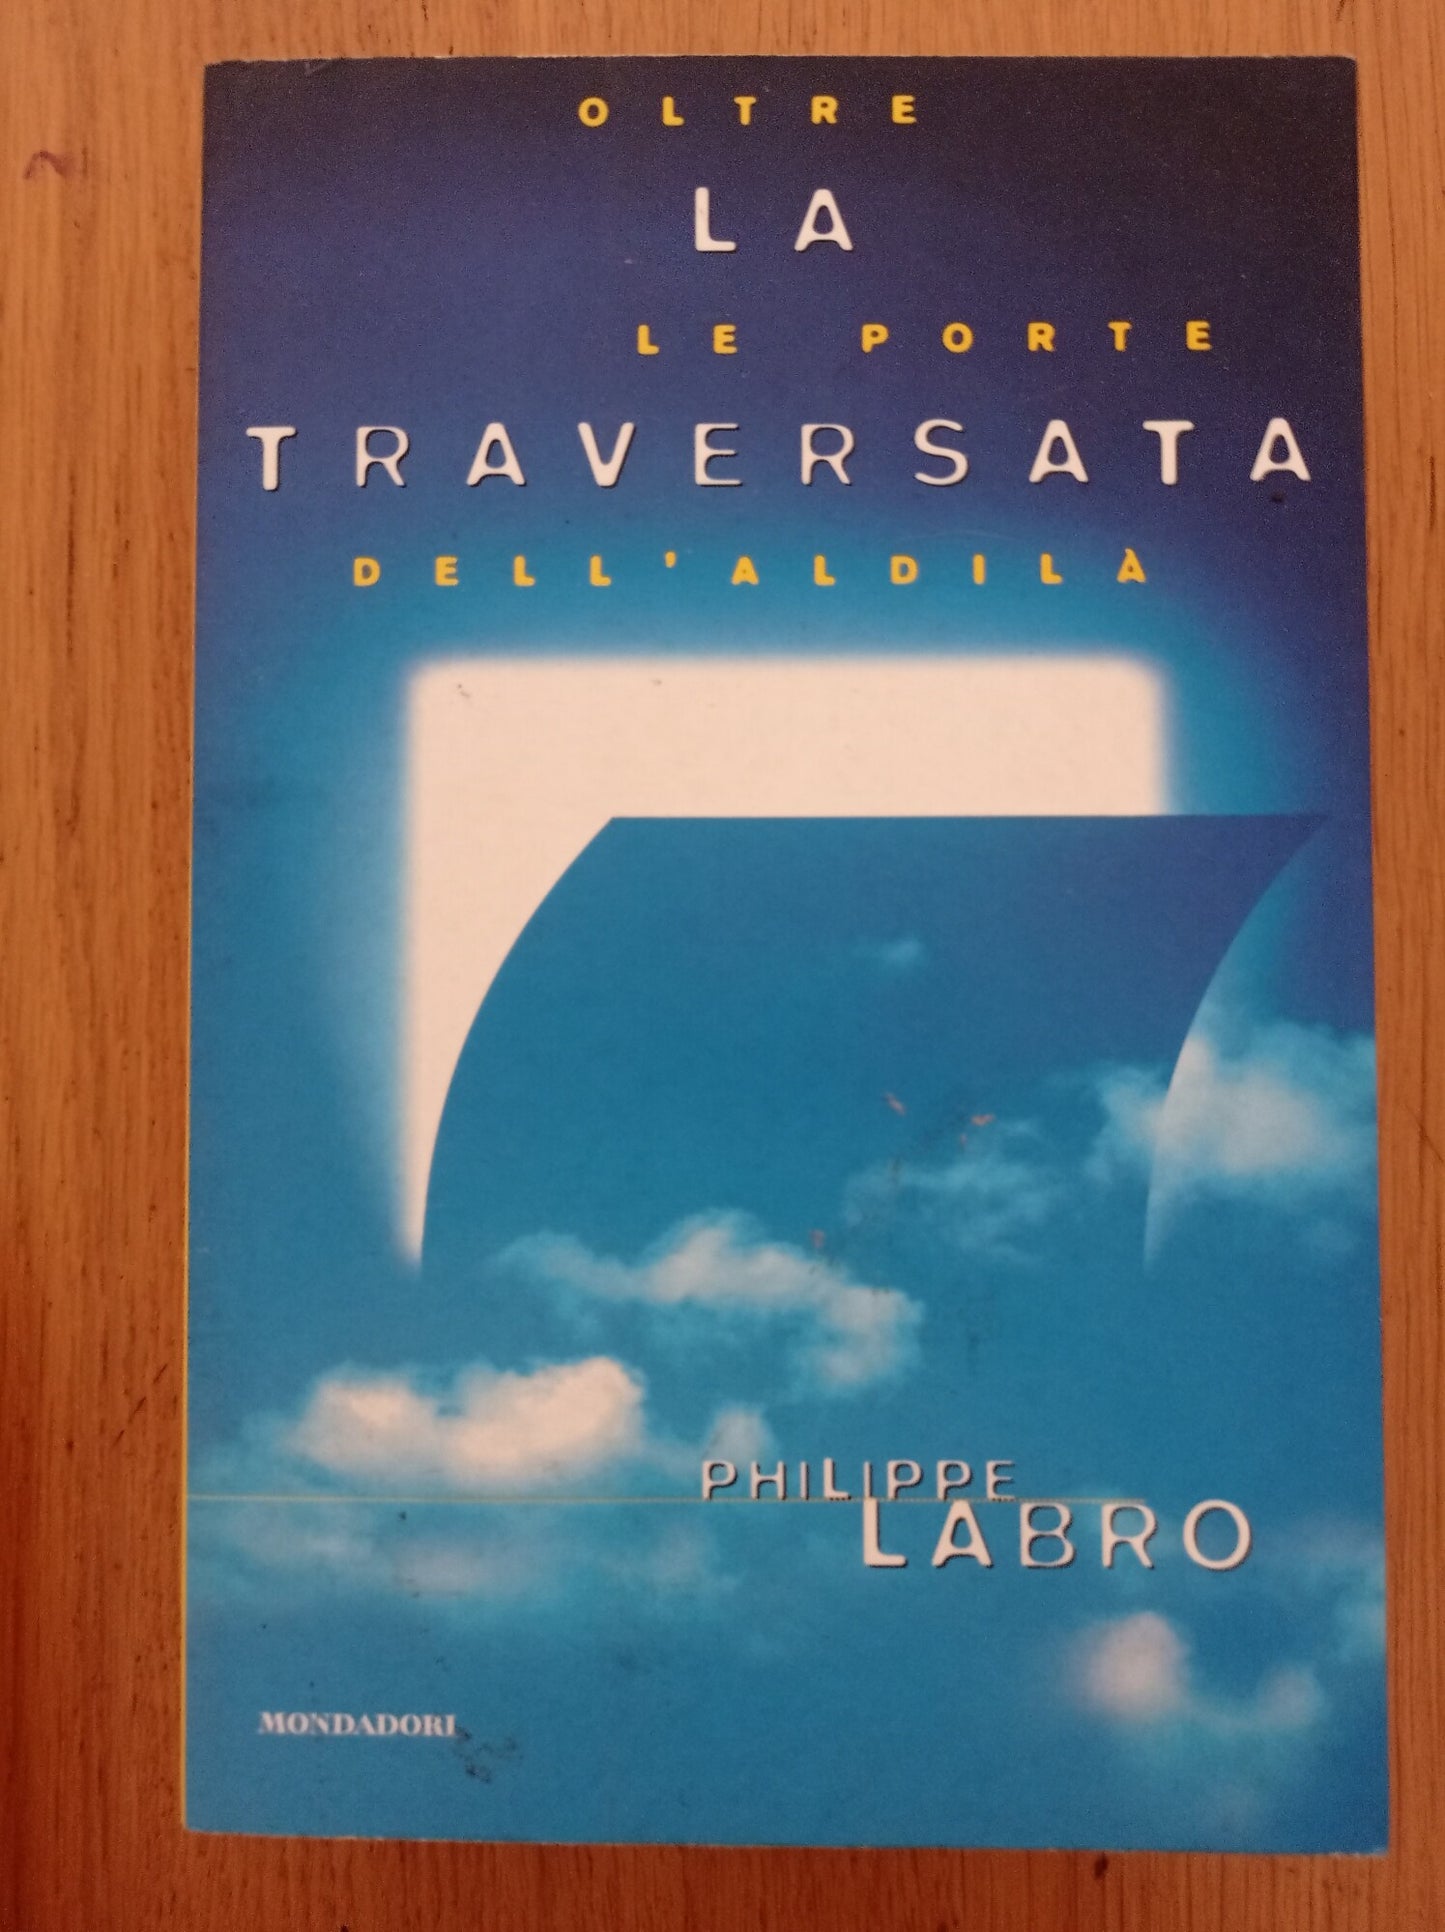 OLTRE
LA
LE PORTE
TRAVERSATA
DELL'ALDILÀ
PHILIPPE
LABRO
MONDADORI